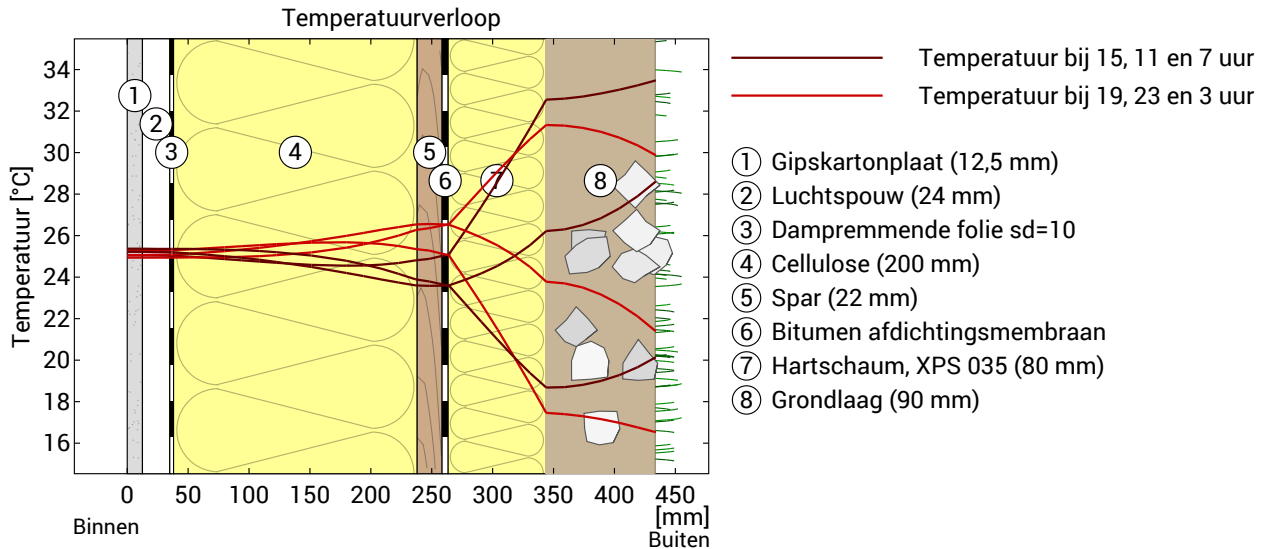 Temperatuurverloop
Temperatuur [°C]
34
32
30
28
26
24
22
20
18
16
1
2
3
4
5
6
7
8
0
50
100
150
200
250
300
350
400
450
[mm]
Binnen
Buiten
Temperatuur bij 15, 11 en 7 uur
Temperatuur bij 19, 23 en 3 uur
1 Gipskartonplaat (12,5 mm)
2 Luchtspouw (24 mm)
3 Dampremmende folie sd=10
4 Cellulose (200 mm)
5 Spar (22 mm)
6 Bitumen afdichtingsmembraan
7 Hartschaum, XPS 035 (80 mm)
8 Grondlaag (90 mm)